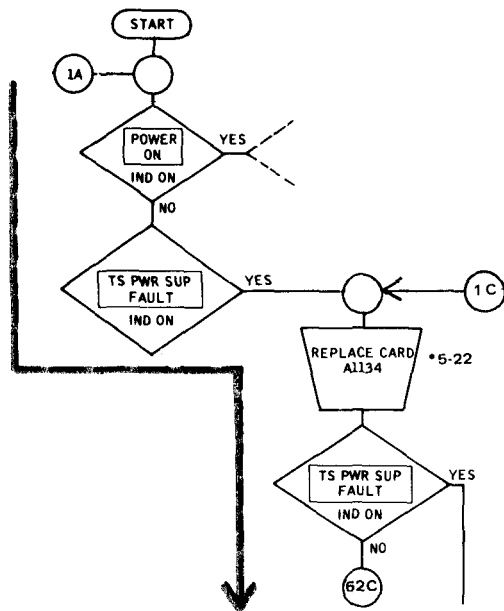 START
1A
POWER
ON
IND ON
YES
NO
TS PWR SUP
FAULT
IND ON
YES
1C
REPLACE CARD
A1134
*5-22
TS PWR SUP
FAULT
IND ON
YES
NO
62C